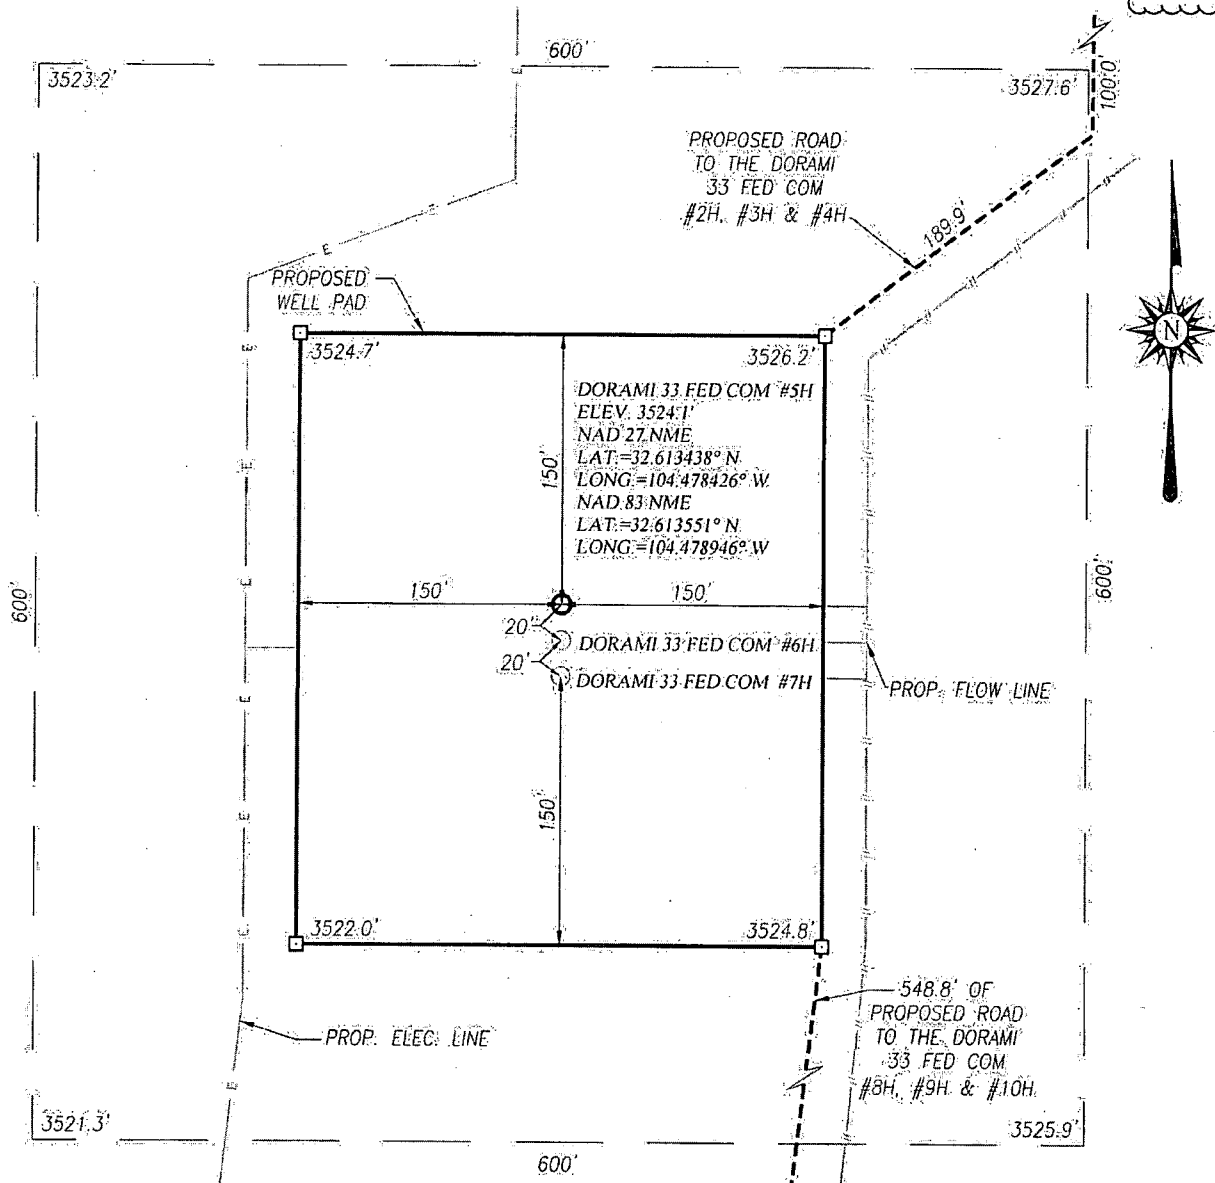 600'
3523.2'
3527.6'
100.0'
PROPOSED ROAD
TO THE DORAMI
33 FED COM
#2H, #3H & #4H
189.9'
E
E
E
PROPOSED
WELL PAD
N
3524.7'
3526.2'
E
DORAMI 33 FED COM #5H
ELEV. 3524.1'
NAD 27 NME
LAT.=32.613438° N
LONG.=104.478426° W
NAD 83 NME
LAT.=32.613551° N
LONG.=104.478946° W
150'
E
E
600'
150'
150'
600'
20'
DORAMI 33 FED COM #6H
20'
DORAMI 33 FED COM #7H
PROP. FLOW LINE
E
150'
E
3522.0'
3524.8'
E
548.8' OF
PROPOSED ROAD
TO THE DORAMI
33 FED COM
#8H, #9H & #10H
PROP. ELEC. LINE
E
3521.3'
3525.9'
600'